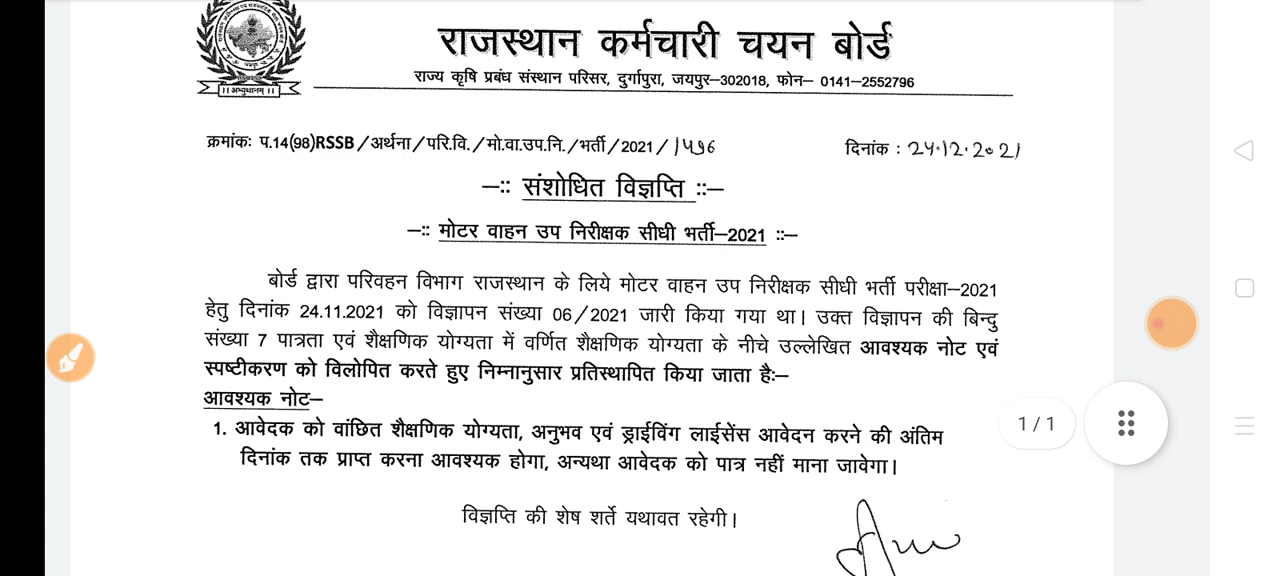 राजस्थान कर्मचारी चयन बोर्ड
राज्य कृषि प्रबंध संस्थान परिसर, दुर्गापुरा, जयपुर–302018, फोन– 0141–2552796
।। अभ्युत्थानम् ।।
क्रमांकः प.14(98)RSSB/अर्थना/परि.वि./मो.वा.उप.नि./भर्ती/2021/
दिनांक : 24.12.2021
–:: संशोधित विज्ञप्ति ::–
–:: मोटर वाहन उप निरीक्षक सीधी भर्ती–2021 ::–
बोर्ड द्वारा परिवहन विभाग राजस्थान के लिये मोटर वाहन उप निरीक्षक सीधी भर्ती परीक्षा–2021
हेतु दिनांक 24.11.2021 को विज्ञापन संख्या 06/2021 जारी किया गया था। उक्त विज्ञापन की बिन्दु
संख्या 7 पात्रता एवं शैक्षणिक योग्यता में वर्णित शैक्षणिक योग्यता के नीचे उल्लेखित आवश्यक नोट एवं
स्पष्टीकरण को विलोपित करते हुए निम्नानुसार प्रतिस्थापित किया जाता हैः–
आवश्यक नोट–
1. आवेदक को वांछित शैक्षणिक योग्यता, अनुभव एवं ड्राईविंग लाईसेंस आवेदन करने की अंतिम
दिनांक तक प्राप्त करना आवश्यक होगा, अन्यथा आवेदक को पात्र नहीं माना जावेगा।
1 / 1
विज्ञप्ति की शेष शर्ते यथावत रहेगी।